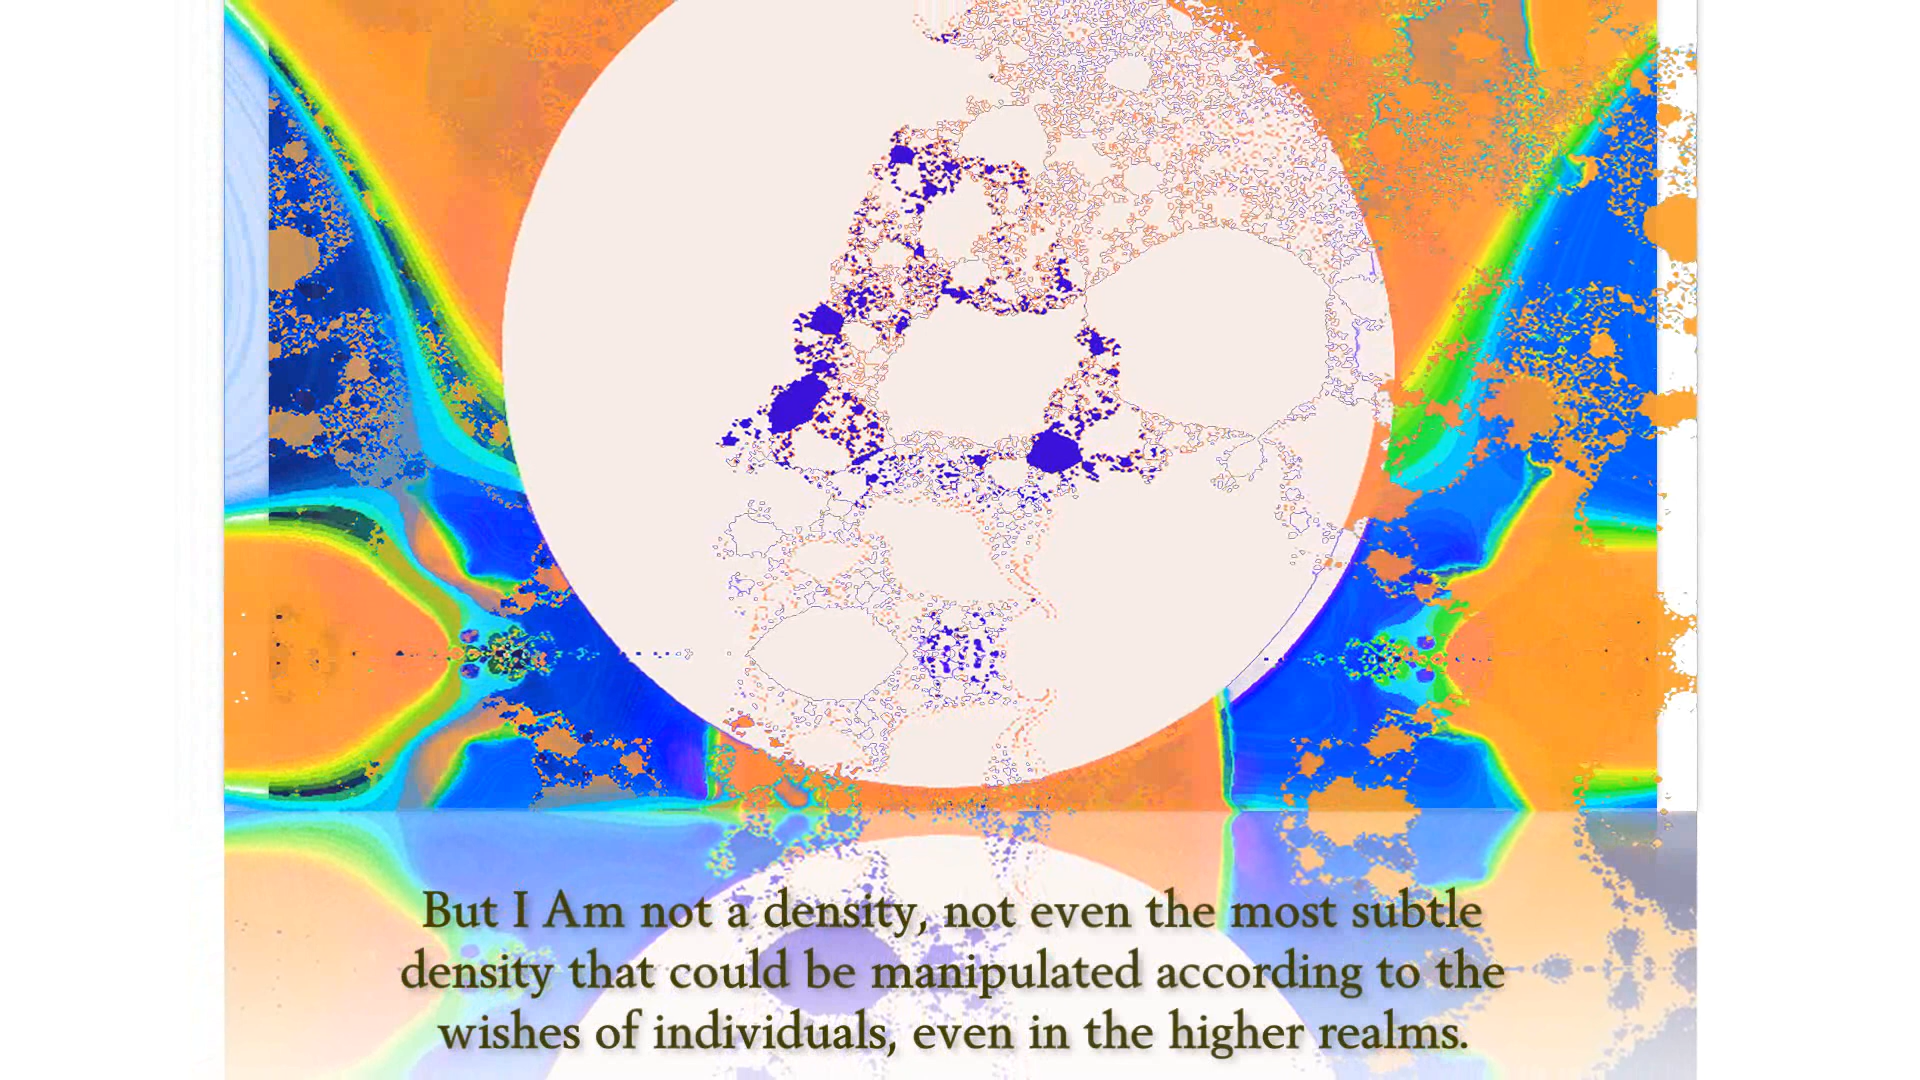 But I Am not a density, not even the most subtle
density that could be manipulated according to the
wishes of individuals, even in the higher realms.